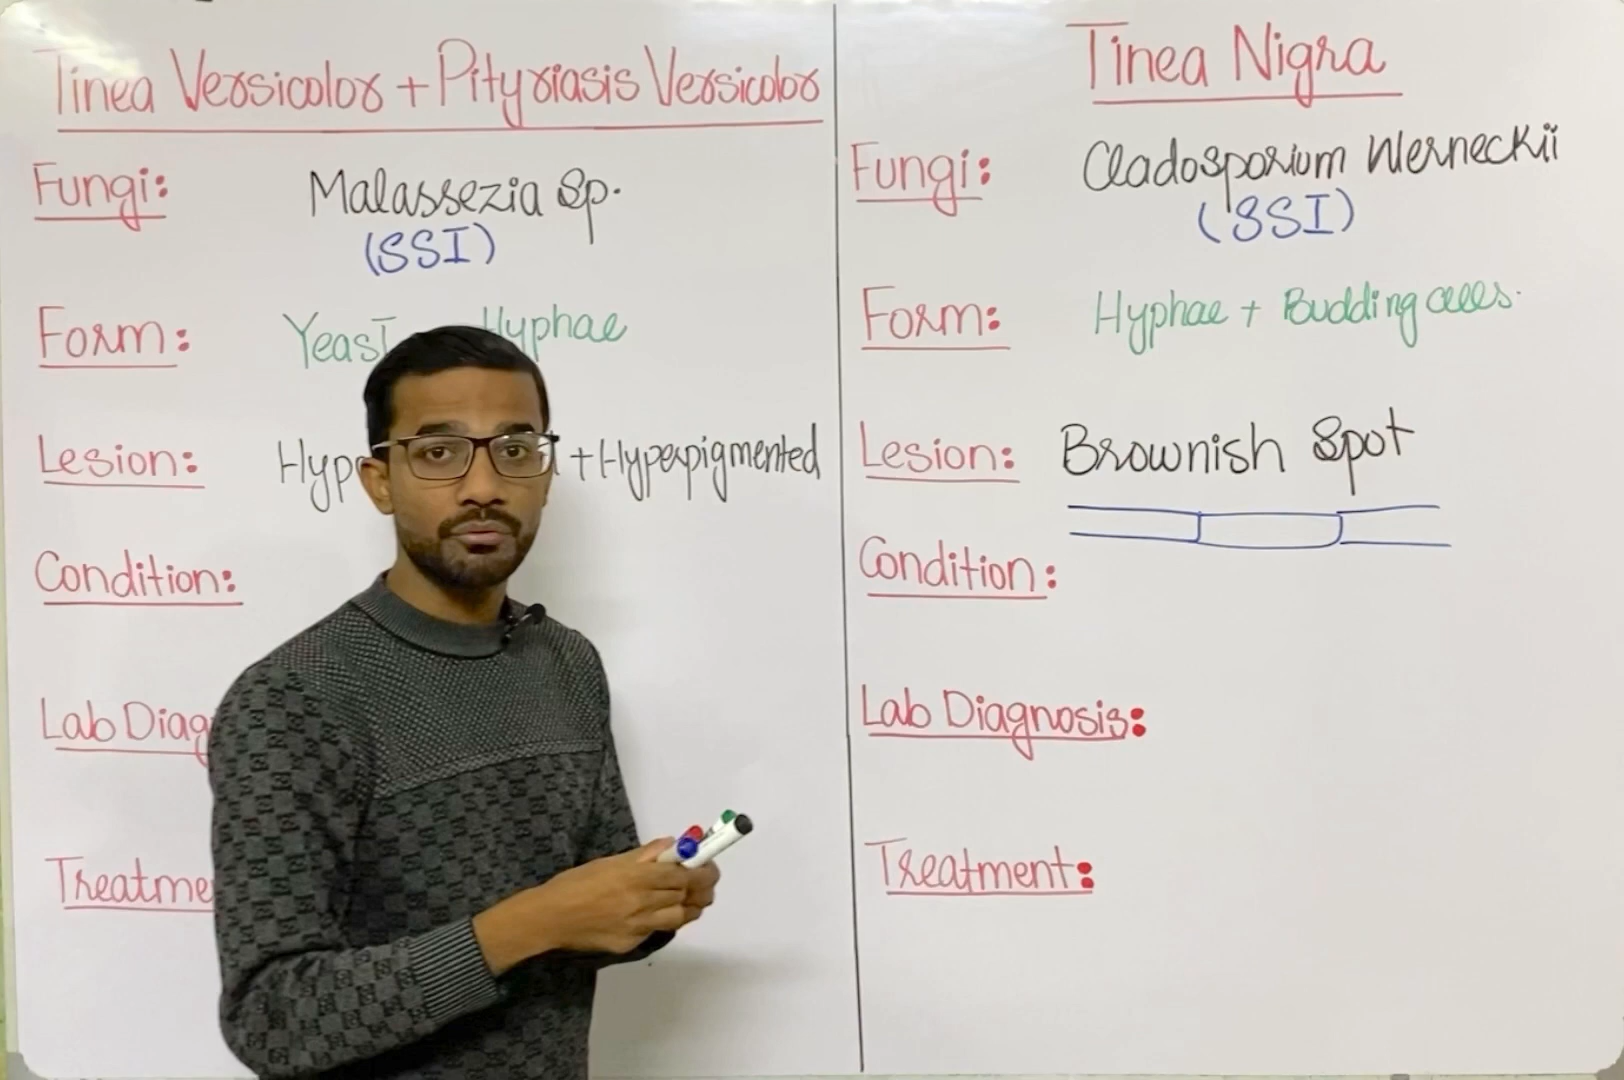 Tinea Versicolor + Pityriasis Versicolor
Fungi: Malassezia Sp.
(SSI)
Form: Yeast Hyphae
Lesion: + Hyperpigmented
Condition:
Lab
Tinea Nigra
Fungi: Cladosporium Werneckii
(SSI)
Form: Hyphae + Budding cells.
Lesion: Brownish Spot
Condition:
Lab Diagnosis:
Treatment: